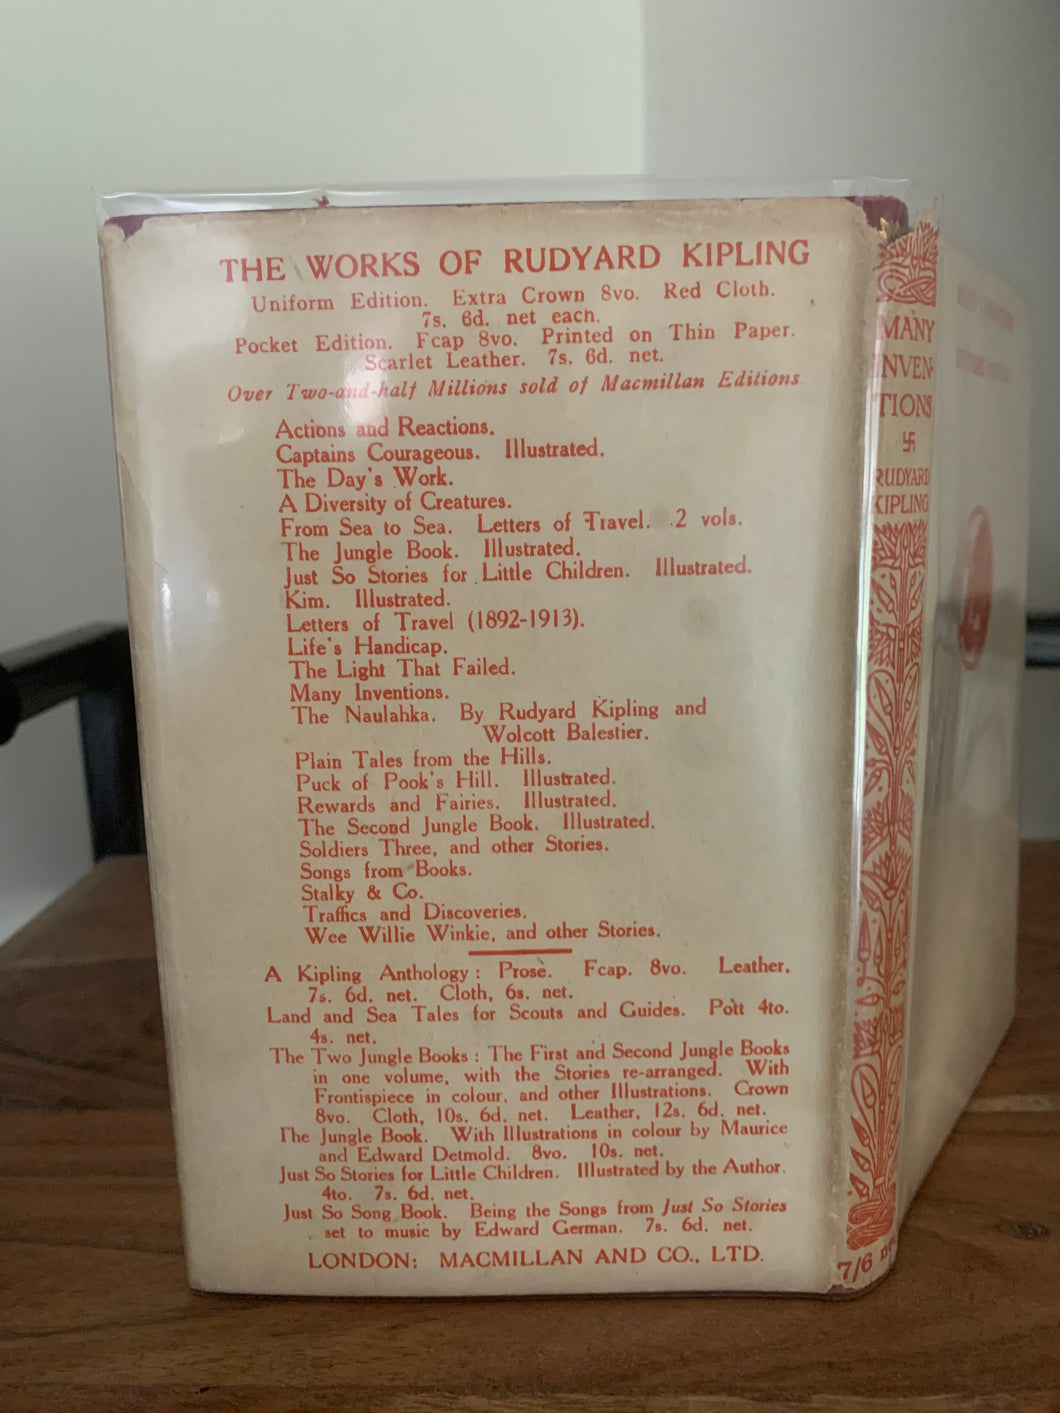 THE WORKS OF RUDYARD KIPLING
Uniform Edition. Extra Crown 8vo. Red Cloth.
7s. 6d. net each.
Pocket Edition. Fcap 8vo. Printed on Thin Paper.
Scarlet Leather. 7s. 6d. net.
Over Two-and-half Millions sold of Macmillan Editions
Actions and Reactions.
Captains Courageous. Illustrated.
The Day's Work.
A Diversity of Creatures.
From Sea to Sea. Letters of Travel. 2 vols.
The Jungle Book. Illustrated.
Just So Stories for Little Children. Illustrated.
Kim. Illustrated.
Letters of Travel (1892-1913).
Life's Handicap.
The Light That Failed.
Many Inventions.
The Naulahka. By Rudyard Kipling and
Wolcott Balestier.
Plain Tales from the Hills.
Puck of Pook's Hill. Illustrated.
Rewards and Fairies. Illustrated.
The Second Jungle Book. Illustrated.
Soldiers Three, and other Stories.
Songs from Books.
Stalky & Co.
Traffics and Discoveries.
Wee Willie Winkie, and other Stories.
A Kipling Anthology: Prose. Fcap. 8vo. Leather,
7s. 6d. net. Cloth, 6s. net.
Land and Sea Tales for Scouts and Guides. Pott 4to.
4s. net.
The Two Jungle Books: The First and Second Jungle Books
in one volume, with the Stories re-arranged. With
Frontispiece in colour, and other Illustrations. Crown
8vo. Cloth, 10s. 6d. net. Leather, 12s. 6d. net.
The Jungle Book. With Illustrations in colour by Maurice
and Edward Detmold. 8vo. 10s. net.
Just So Stories for Little Children. Illustrated by the Author.
4to. 7s. 6d. net.
Just So Song Book. Being the Songs from Just So Stories
set to music by Edward German. 7s. 6d. net.
LONDON: MACMILLAN AND CO., LTD.
MANY
INVEN-
TIONS
卐
RUDYARD
KIPLING
7/6 net